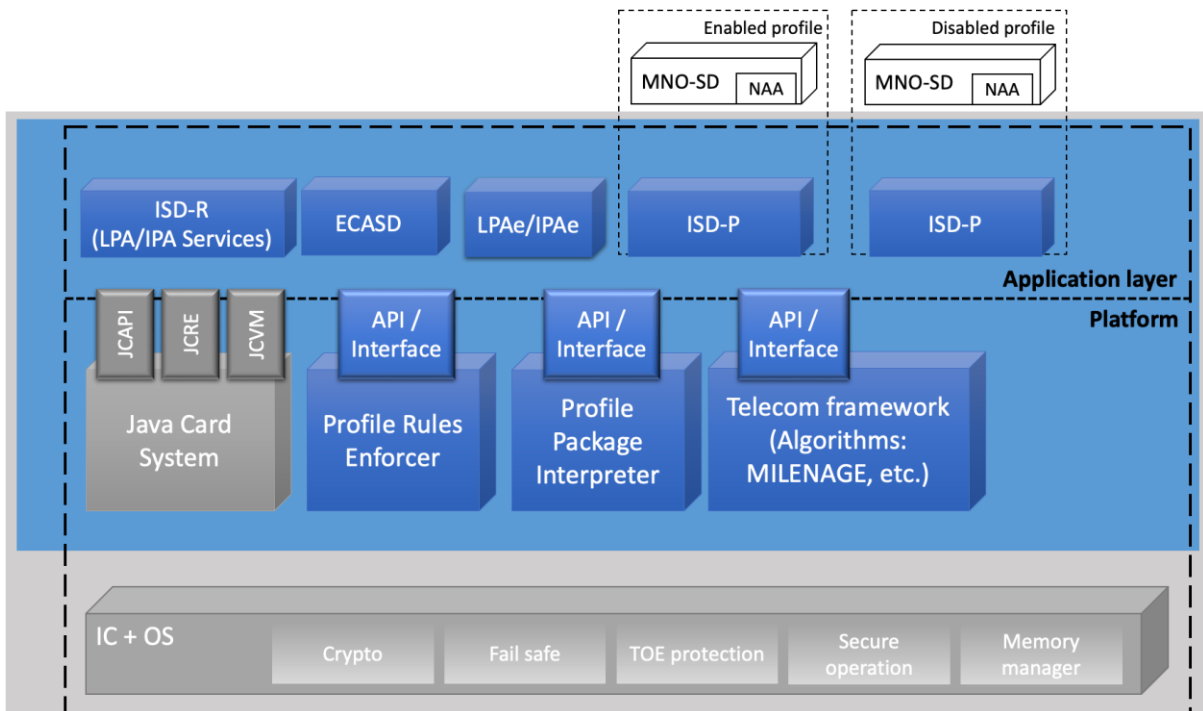 Enabled profile
Disabled profile
MNO-SD
NAA
MNO-SD
NAA
ISD-R
(LPA/IPA Services)
ECASD
LPAe/IPAe
ISD-P
ISD-P
Application layer
Platform
JCAPI
JCRE
JCVM
API /
Interface
API /
Interface
API /
Interface
Java Card
System
Profile Rules
Enforcer
Profile
Package
Interpreter
Telecom framework
(Algorithms:
MILENAGE, etc.)
IC + OS
Crypto
Fail safe
TOE protection
Secure
operation
Memory
manager